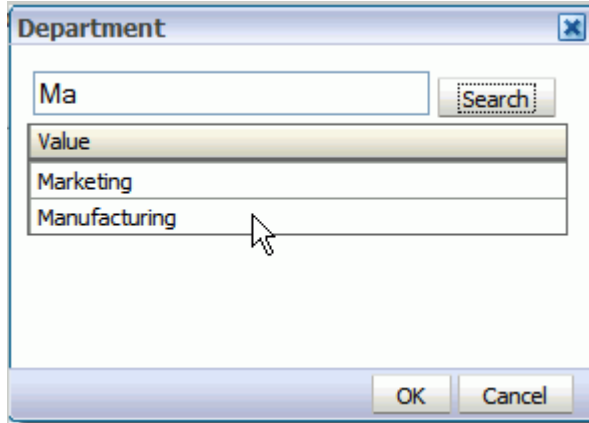 Department
Ma Search
Value
Marketing
Manufacturing
OK Cancel